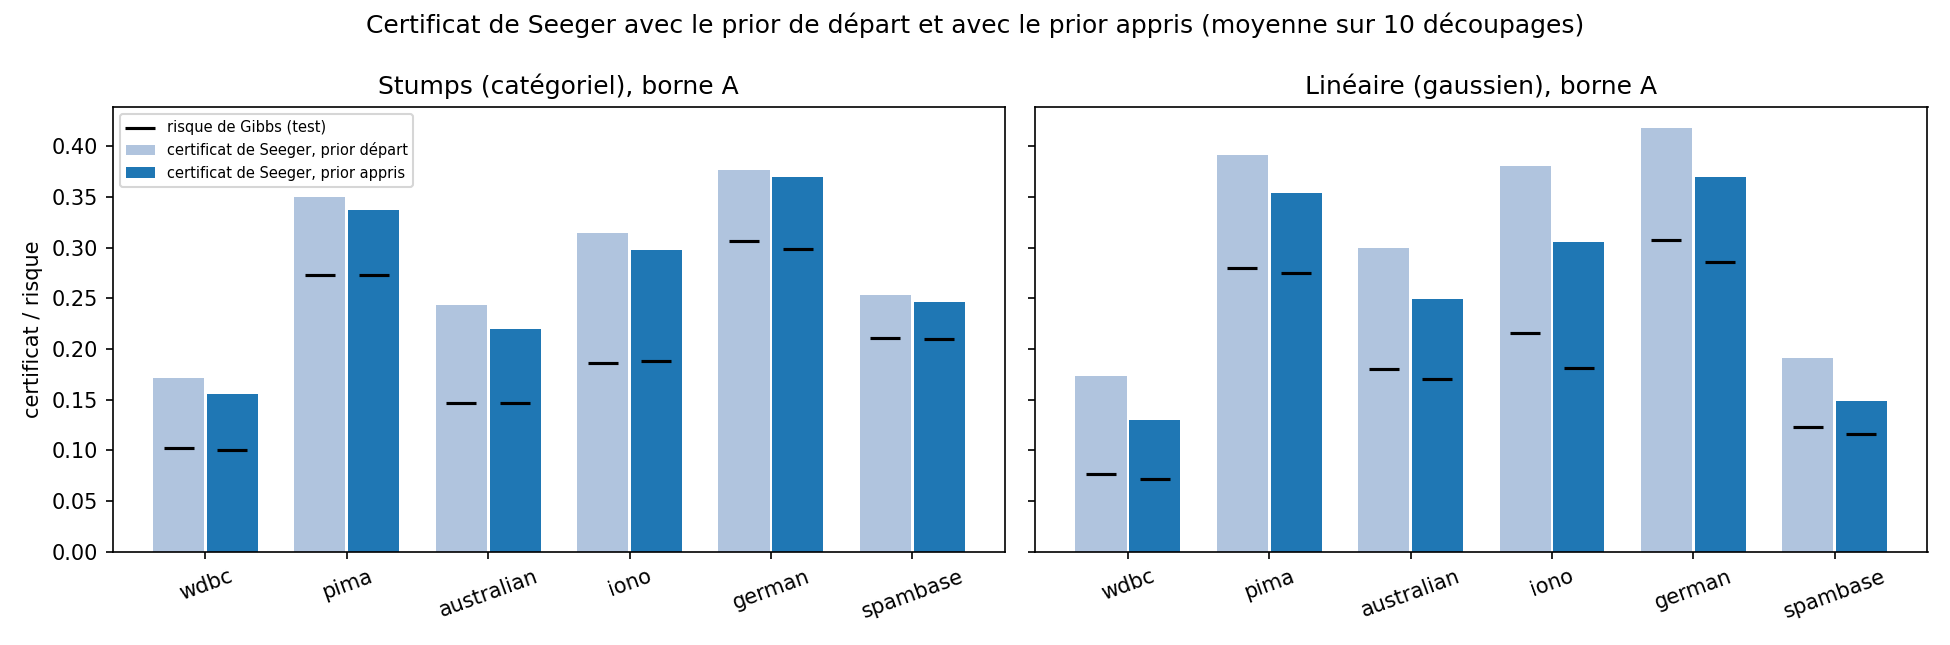 Certificat de Seeger avec le prior de départ et avec le prior appris (moyenne sur 10 découpages)
Stumps (catégoriel), borne A
risque de Gibbs (test)
certificat de Seeger, prior départ
certificat de Seeger, prior appris
certificat / risque
0.40
0.35
0.30
0.25
0.20
0.15
0.10
0.05
0.00
wdbc
pima
australian
iono
german
spambase
Linéaire (gaussien), borne A
wdbc
pima
australian
iono
german
spambase